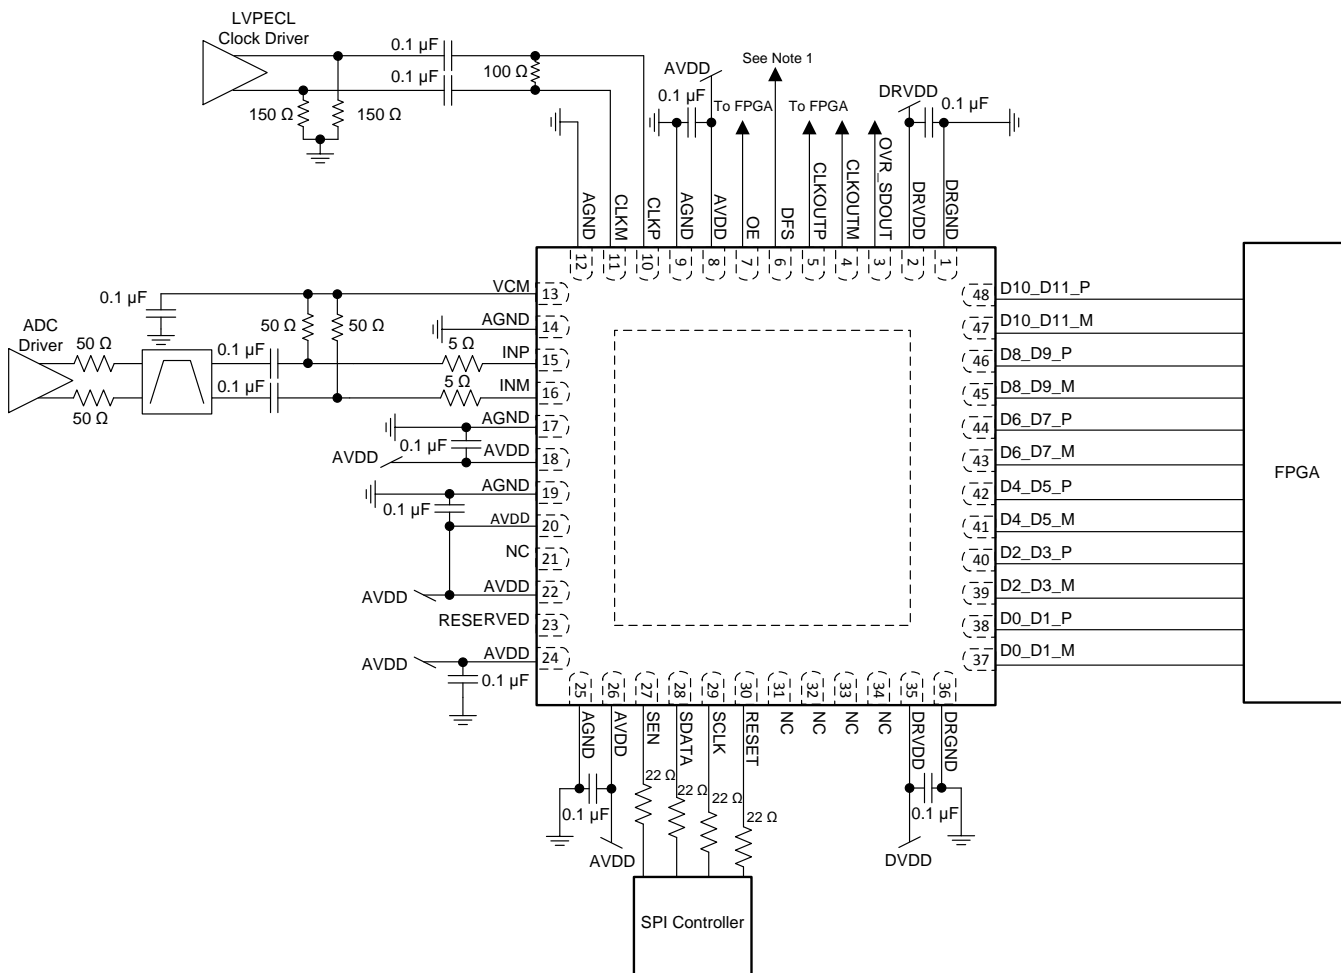 LVPECL
Clock Driver
0.1 µF
0.1 µF
100 Ω
150 Ω
150 Ω
AVDD
0.1 µF
See Note 1
To FPGA
To FPGA
DRVDD
0.1 µF
AGND
CLKM
CLKP
AGND
AVDD
OE
DFS
CLKOUTP
CLKOUTM
OVR_SDOUT
DRVDD
DRGND
12
11
10
9
8
7
6
5
4
3
2
1
0.1 µF
ADC
Driver
50 Ω
50 Ω
0.1 µF
0.1 µF
50 Ω
50 Ω
5 Ω
5 Ω
VCM 13
AGND 14
INP 15
INM 16
AGND 17
0.1 µF
AVDD
AVDD 18
AGND 19
0.1 µF
AVDD 20
NC 21
AVDD
AVDD 22
RESERVED 23
AVDD
AVDD 24
0.1 µF
48 D10_D11_P
47 D10_D11_M
46 D8_D9_P
45 D8_D9_M
44 D6_D7_P
43 D6_D7_M
42 D4_D5_P
41 D4_D5_M
40 D2_D3_P
39 D2_D3_M
38 D0_D1_P
37 D0_D1_M
FPGA
25
26
27
28
29
30
31
32
33
34
35
36
AGND
AVDD
SEN
SDATA
SCLK
RESET
NC
NC
NC
NC
DRVDD
DRGND
0.1 µF
AVDD
22 Ω
22 Ω
22 Ω
22 Ω
0.1 µF
DVDD
SPI Controller